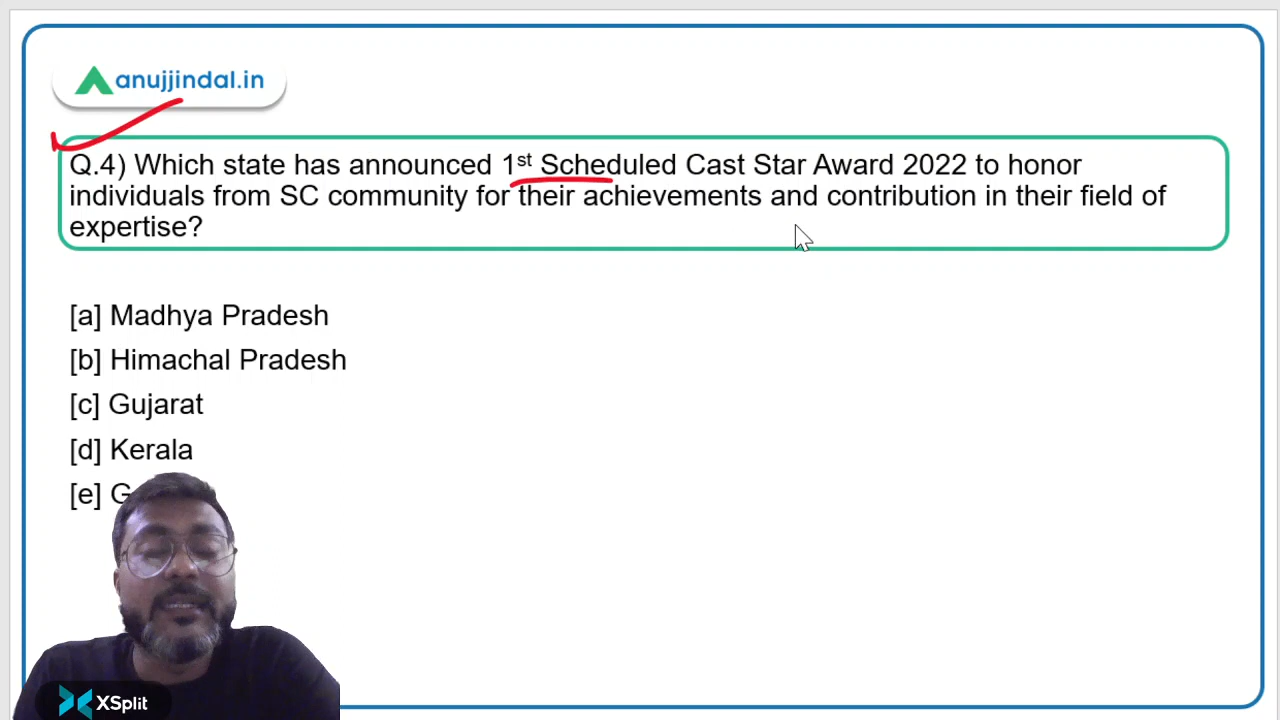 anujjindal.in
Q.4) Which state has announced 1st Scheduled Cast Star Award 2022 to honor
individuals from SC community for their achievements and contribution in their field of
expertise?
[a] Madhya Pradesh
[b] Himachal Pradesh
[c] Gujarat
[d] Kerala
[e]
XSplit